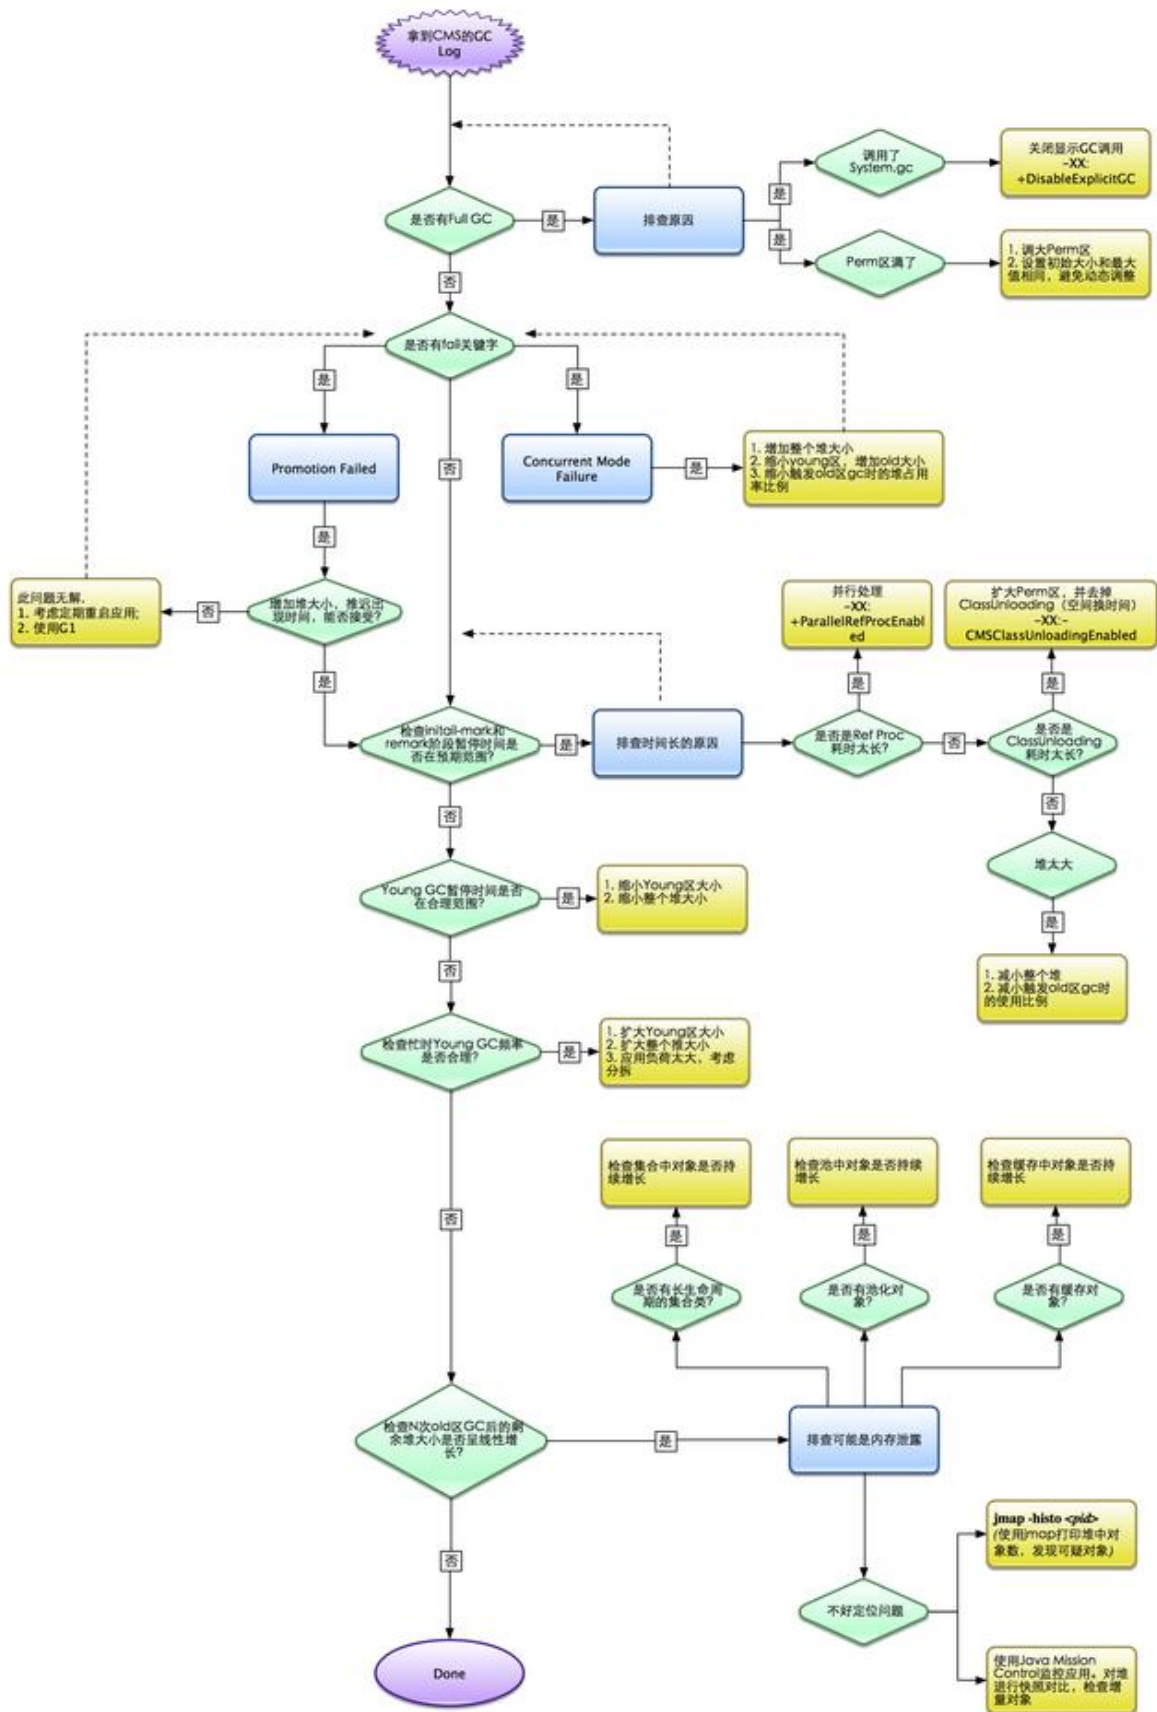 拿到CMS的GC
Log
调用了
System.gc
关闭显示GC调用
-XX:
+DisableExplicitGC
是
是否有Full GC
是
排查原因
是
Perm区满了
1. 调大Perm区
2. 设置初始大小和最大
值相同，避免动态调整
否
是否有fail关键字
是
是
Promotion Failed
否
Concurrent Mode
Failure
是
1. 增加整个堆大小
2. 缩小young区，增加old大小
3. 缩小触发old区gc时的堆占用
率比例
是
此问题无解.
1. 考虑定期重启应用;
2. 使用G1
否
增加堆大小，推迟出
现时间，能否接受?
并行处理
-XX:
+ParallelRefProcEnabl
ed
扩大Perm区，并去掉
ClassUnloading（空间换时间）
-XX:-
CMSClassUnloadingEnabled
是
是
是
检查initail-mark和
remark阶段暂停时间是
否在预期范围?
是
排查时间长的原因
是否是Ref Proc
耗时太长?
否
是否是
ClassUnloading
耗时太长?
否
否
堆太大
Young GC暂停时间是否
在合理范围?
是
1. 缩小Young区大小
2. 缩小整个堆大小
是
否
1. 减小整个堆
2. 减小触发old区gc时
的使用比例
检查忙时Young GC频率
是否合理?
是
1. 扩大Young区大小
2. 扩大整个推大小
3. 应用负荷太大，考虑
分拆
检查集合中对象是否持
续增长
检查池中对象是否持续
增长
检查缓存中对象是否持
续增长
否
是
是
是
是否有长生命周
期的集合类?
是否有池化对
象?
是否有缓存对
象?
检查N次old区GC后的剩
余堆大小是否呈线性增
长?
是
排查可能是内存泄露
否
jmap -histo <pid>
(使用jmap打印堆中对
象数，发现可疑对象)
不好定位问题
Done
使用Java Mission
Control监控应用。对堆
进行快照对比，检查增
量对象